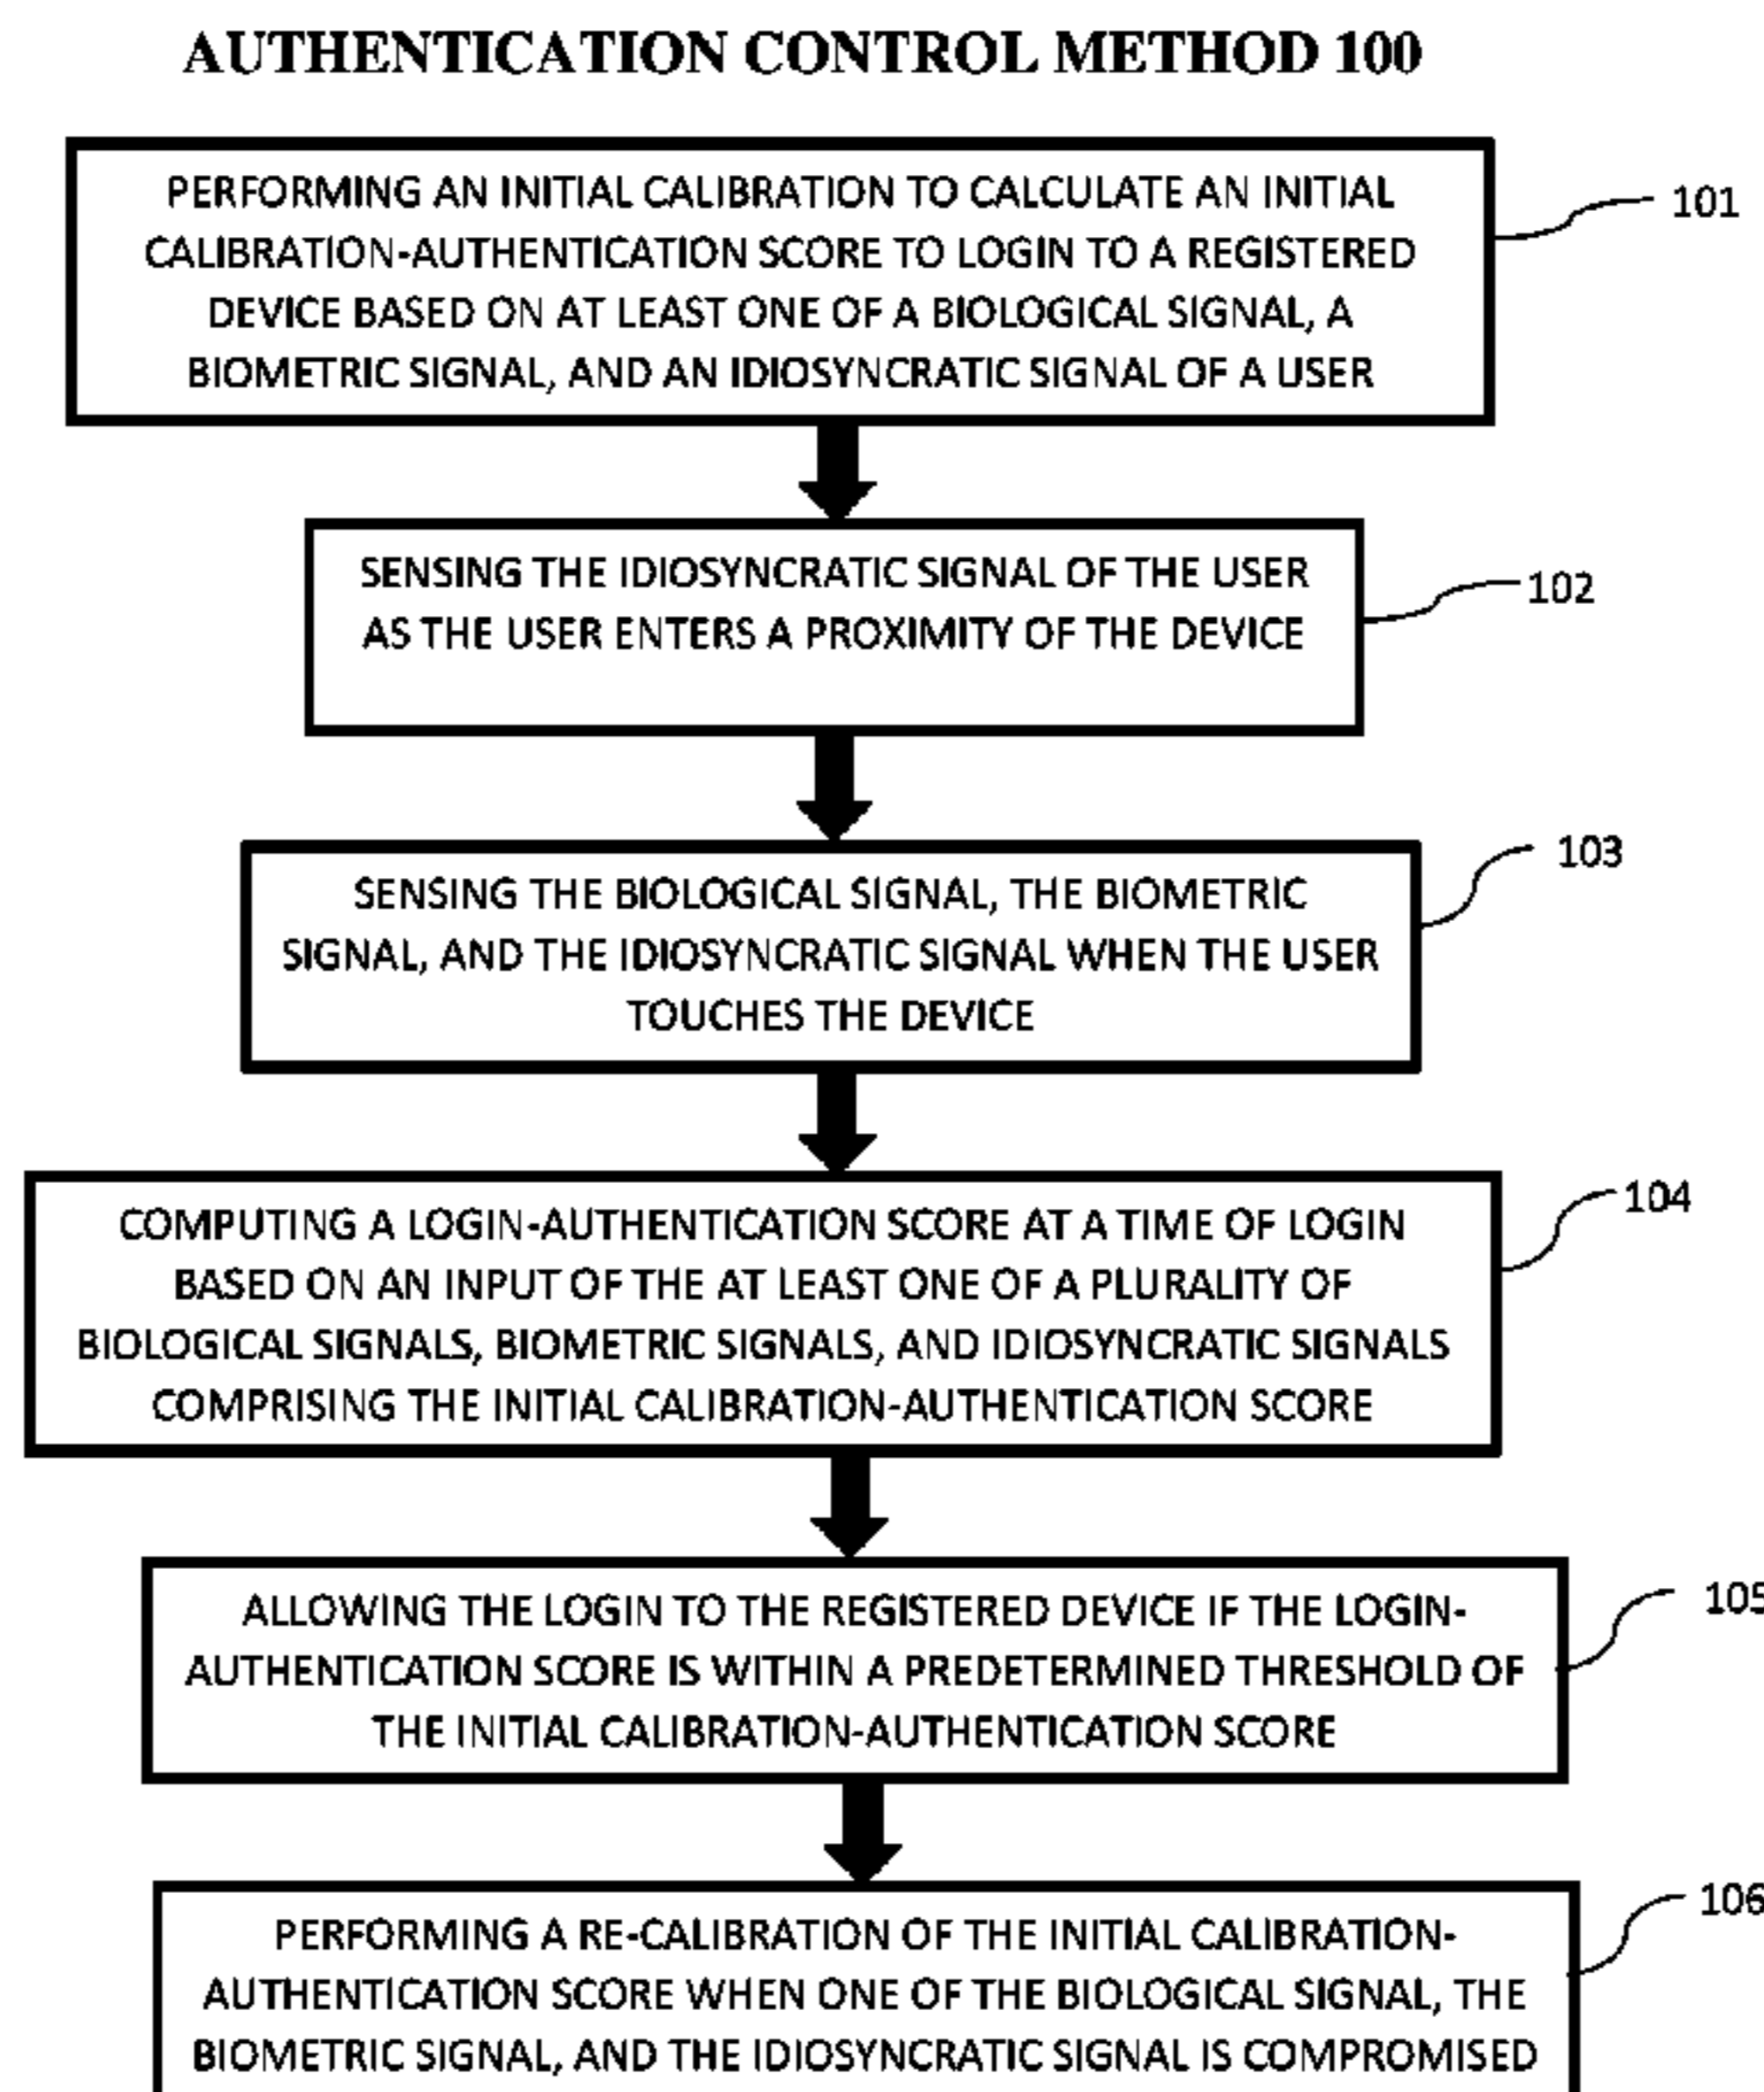 AUTHENTICATION CONTROL METHOD 100
PERFORMING AN INITIAL CALIBRATION TO CALCULATE AN INITIAL
CALIBRATION-AUTHENTICATION SCORE TO LOGIN TO A REGISTERED
DEVICE BASED ON AT LEAST ONE OF A BIOLOGICAL SIGNAL, A
BIOMETRIC SIGNAL, AND AN IDIOSYNCRATIC SIGNAL OF A USER
101
SENSING THE IDIOSYNCRATIC SIGNAL OF THE USER
AS THE USER ENTERS A PROXIMITY OF THE DEVICE
102
SENSING THE BIOLOGICAL SIGNAL, THE BIOMETRIC
SIGNAL, AND THE IDIOSYNCRATIC SIGNAL WHEN THE USER
TOUCHES THE DEVICE
103
COMPUTING A LOGIN-AUTHENTICATION SCORE AT A TIME OF LOGIN
BASED ON AN INPUT OF THE AT LEAST ONE OF A PLURALITY OF
BIOLOGICAL SIGNALS, BIOMETRIC SIGNALS, AND IDIOSYNCRATIC SIGNALS
COMPRISING THE INITIAL CALIBRATION-AUTHENTICATION SCORE
104
ALLOWING THE LOGIN TO THE REGISTERED DEVICE IF THE LOGIN-
AUTHENTICATION SCORE IS WITHIN A PREDETERMINED THRESHOLD OF
THE INITIAL CALIBRATION-AUTHENTICATION SCORE
105
PERFORMING A RE-CALIBRATION OF THE INITIAL CALIBRATION-
AUTHENTICATION SCORE WHEN ONE OF THE BIOLOGICAL SIGNAL, THE
BIOMETRIC SIGNAL, AND THE IDIOSYNCRATIC SIGNAL IS COMPROMISED
106